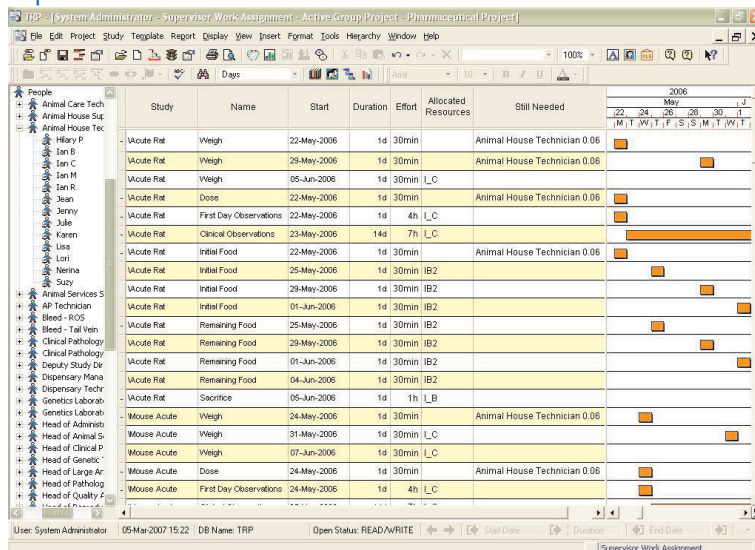 TRP - [System Administrator - Supervisor Work Assignment - Active Group Project - Pharmaceutical Project]
File Edit Project Study Template Report Display View Insert Format Tools Hierarchy Window Help
100%
Days
Arial
10
B I U A
People
Animal Care Tech
Animal House Sup
Animal House Tec
Hilary P
Ian B
Ian C
Ian M
Ian R
Jean
Jenny
Julie
Karen
Lisa
Lori
Nerina
Suzy
Animal Services S
AP Technician
Bleed - ROS
Bleed - Tail Vein
Clinical Pathology
Clinical Pathology
Deputy Study Dir
Dispensary Mana
Dispensary Techr
Genetics Laborati
Genetics Laborati
Head of Administr
Head of Animal S
Head of Clinical P
Head of Genetic
Head of Large Ar
Head of Patholog
Head of Quality A
Study Name Start Duration Effort Allocated Resources Still Needed
2006
May J
22 24 26 28 30 1
M T W T F S S M T W T
\Acute Rat Weigh 22-May-2006 1d 30min Animal House Technician 0.06
\Acute Rat Weigh 29-May-2006 1d 30min Animal House Technician 0.06
\Acute Rat Weigh 05-Jun-2006 1d 30min I_C
\Acute Rat Dose 22-May-2006 1d 30min Animal House Technician 0.06
\Acute Rat First Day Observations 22-May-2006 1d 4h I_C
\Acute Rat Clinical Observations 23-May-2006 14d 7h I_C
\Acute Rat Initial Food 22-May-2006 1d 30min Animal House Technician 0.06
\Acute Rat Initial Food 25-May-2006 1d 30min IB2
\Acute Rat Initial Food 29-May-2006 1d 30min IB2
\Acute Rat Initial Food 01-Jun-2006 1d 30min IB2
\Acute Rat Remaining Food 25-May-2006 1d 30min IB2
\Acute Rat Remaining Food 29-May-2006 1d 30min IB2
\Acute Rat Remaining Food 01-Jun-2006 1d 30min IB2
\Acute Rat Remaining Food 04-Jun-2006 1d 30min IB2
\Acute Rat Sacrifice 05-Jun-2006 1d 1h I_B
\Mouse Acute Weigh 24-May-2006 1d 30min Animal House Technician 0.06
\Mouse Acute Weigh 31-May-2006 1d 30min I_C
\Mouse Acute Weigh 07-Jun-2006 1d 30min I_C
\Mouse Acute Dose 24-May-2006 1d 30min Animal House Technician 0.06
\Mouse Acute First Day Observations 24-May-2006 1d 4h I_C
User: System Administrator 05-Mar-2007 15:22 DB Name: TRP Open Status: READ/WRITE Start Date Duration End Date
Supervisor Work Assignment